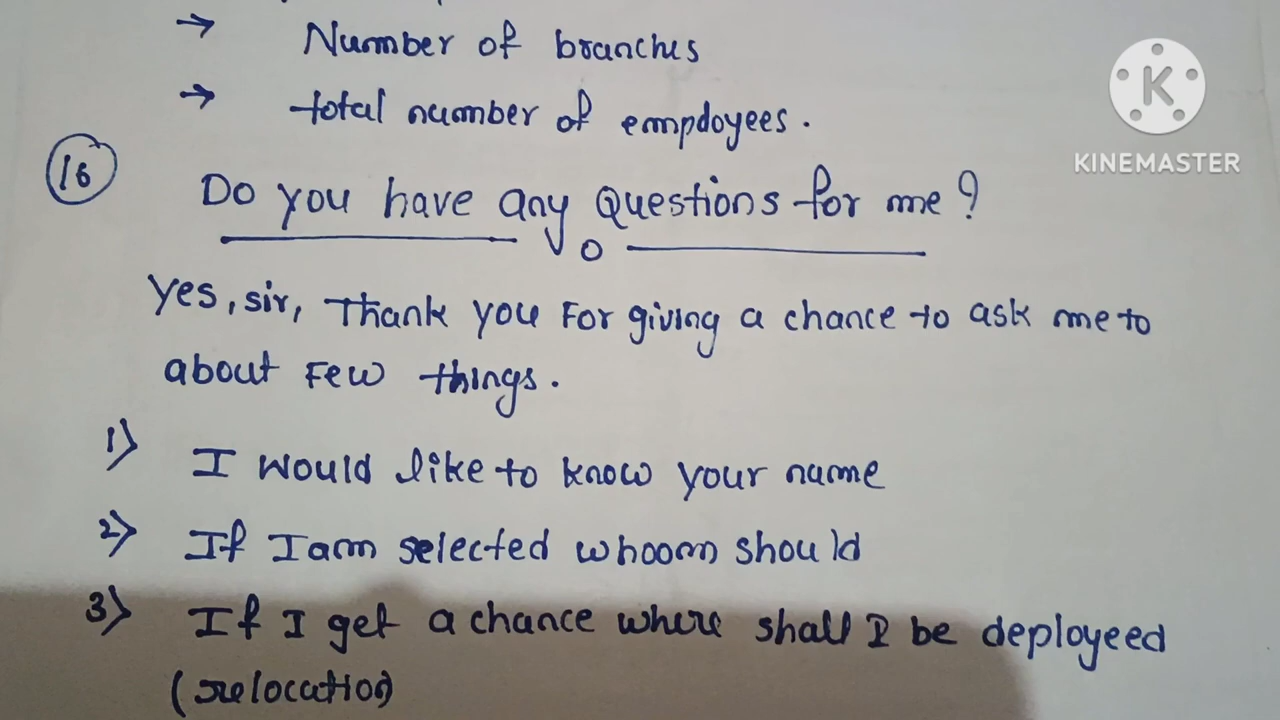 → Number of branches
→ total number of empdoyees.
K
KINEMASTER
16 Do you have any Questions for me?
Yes, sir, Thank you For giving a chance to ask me to
about Few things.
1) I would like to know your name
2) If I am selected whoom should
3) If I get a chance where shall I be deployeed
(relocation)